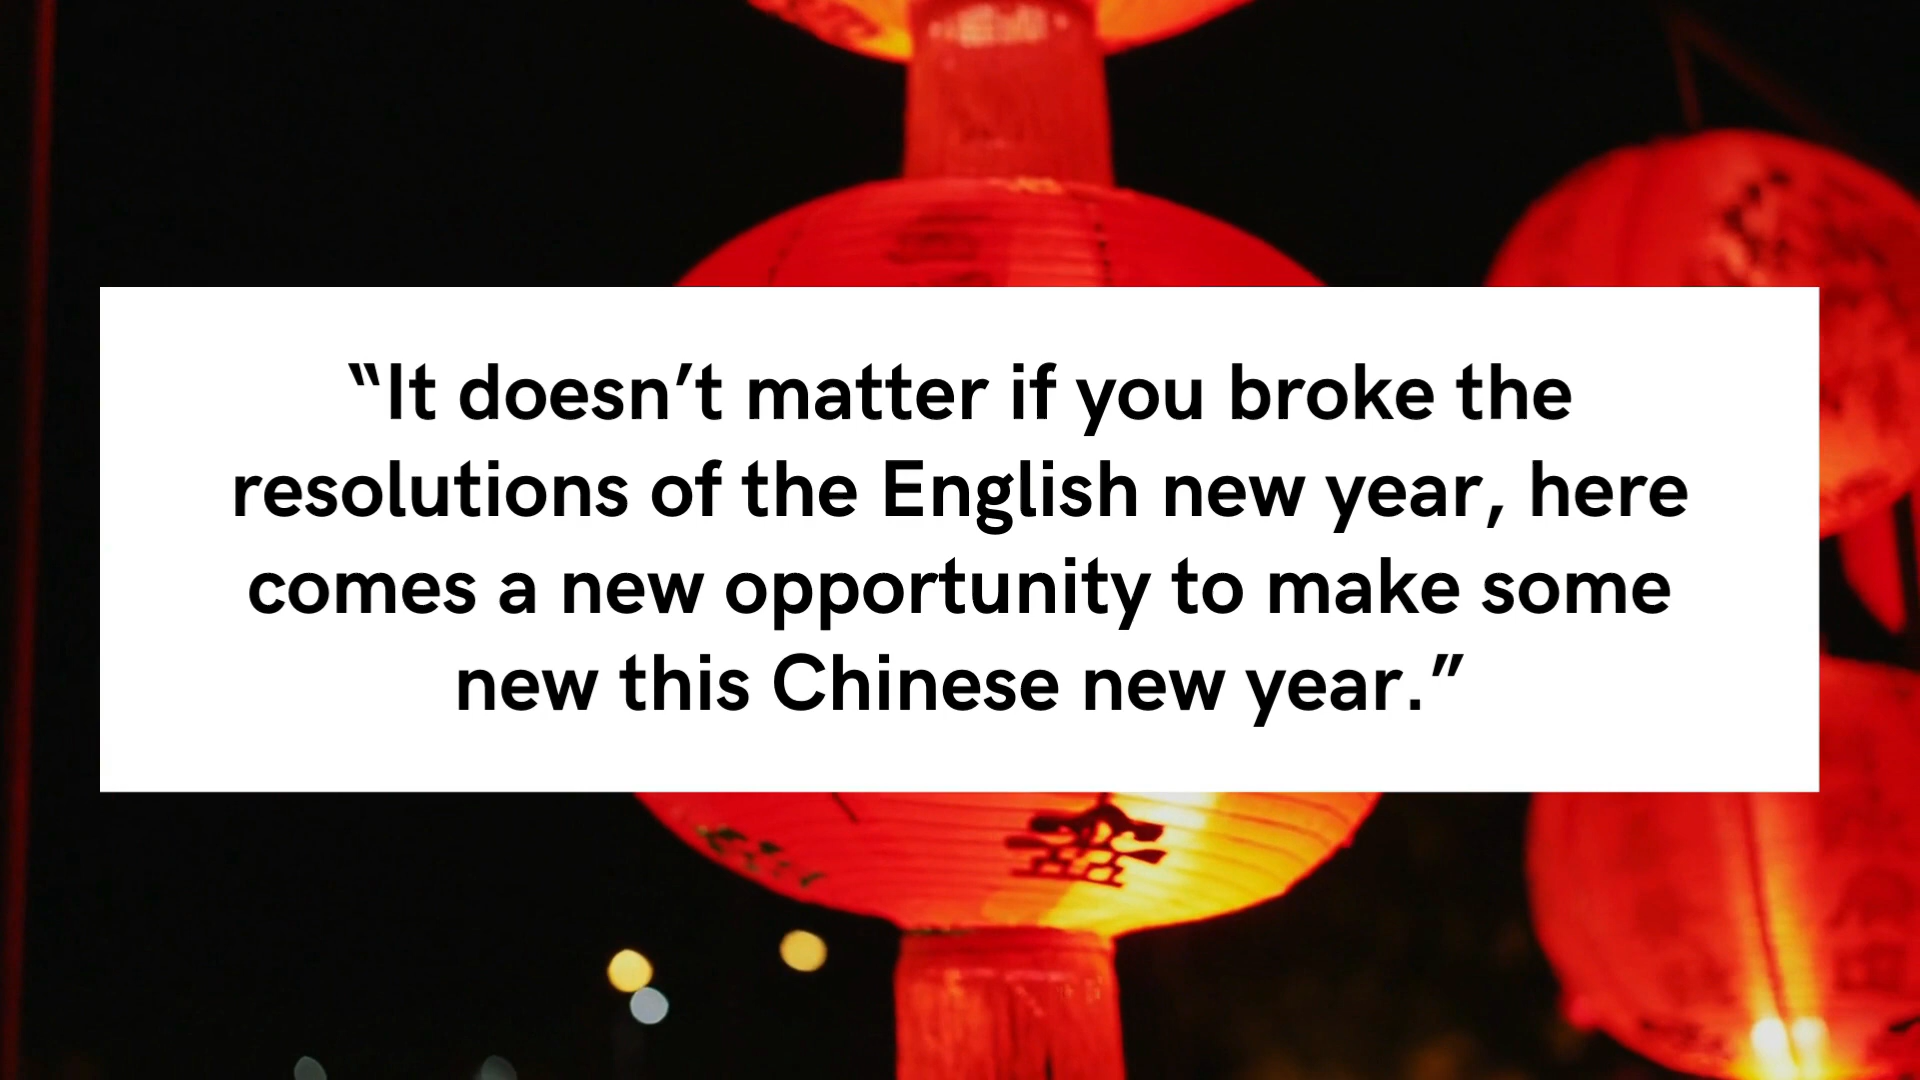 “It doesn’t matter if you broke the
resolutions of the English new year, here
comes a new opportunity to make some
new this Chinese new year.”